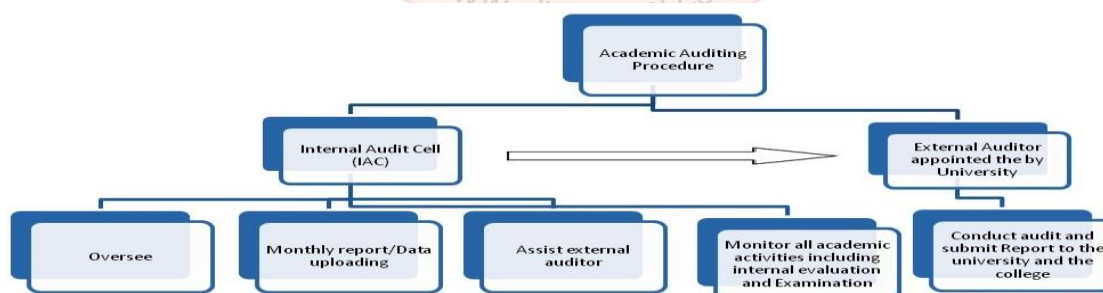 Academic Auditing
Procedure
Internal Audit Cell
(IAC)
External Auditor
appointed the by
University
Oversee
Monthly report/Data
uploading
Assist external
auditor
Monitor all academic
activities including
internal evaluation
and Examination
Conduct audit and
submit Report to the
university and the
college